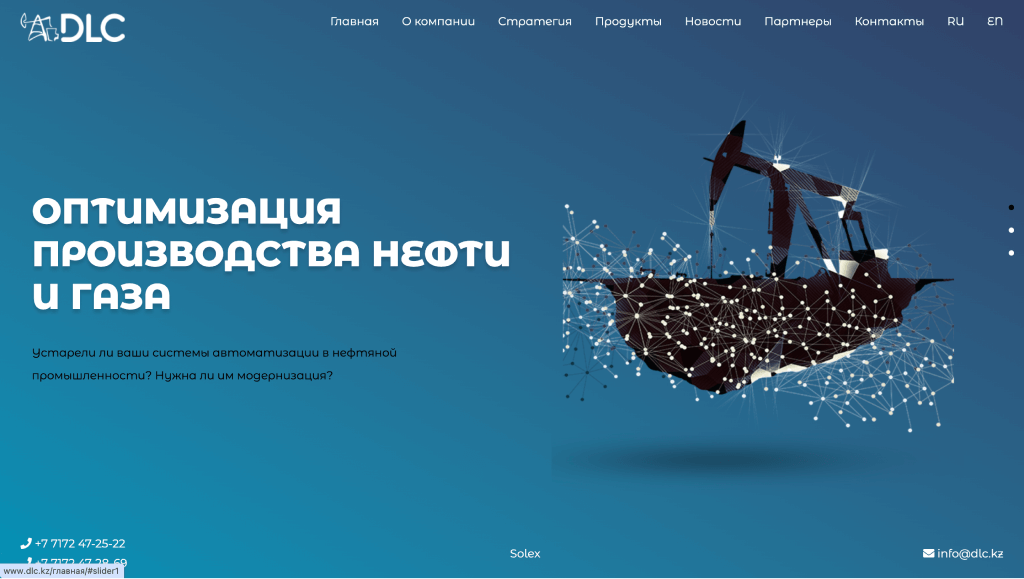 DLC
Главная О компании Стратегия Продукты Новости Партнеры Контакты RU EN
ОПТИМИЗАЦИЯ
ПРОИЗВОДСТВА НЕФТИ
И ГАЗА
Устарели ли ваши системы автоматизации в нефтяной
промышленности? Нужна ли им модернизация?
+7 7172 47-25-22
+7 7172 47-28-69
Solex
info@dlc.kz
www.dlc.kz/главная/#slider1